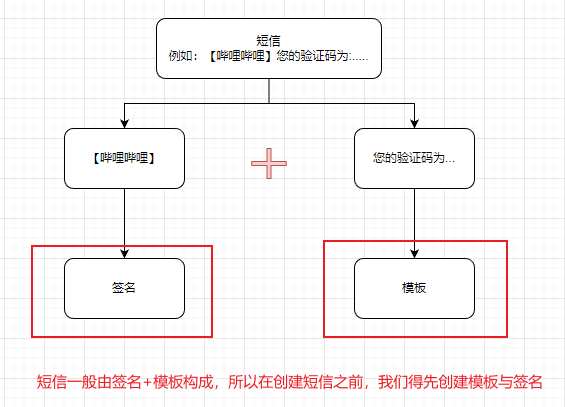 短信
例如：【哔哩哔哩】您的验证码为:.....
【哔哩哔哩】
您的验证码为...
签名
模板
短信一般由签名+模板构成，所以在创建短信之前，我们得先创建模板与签名